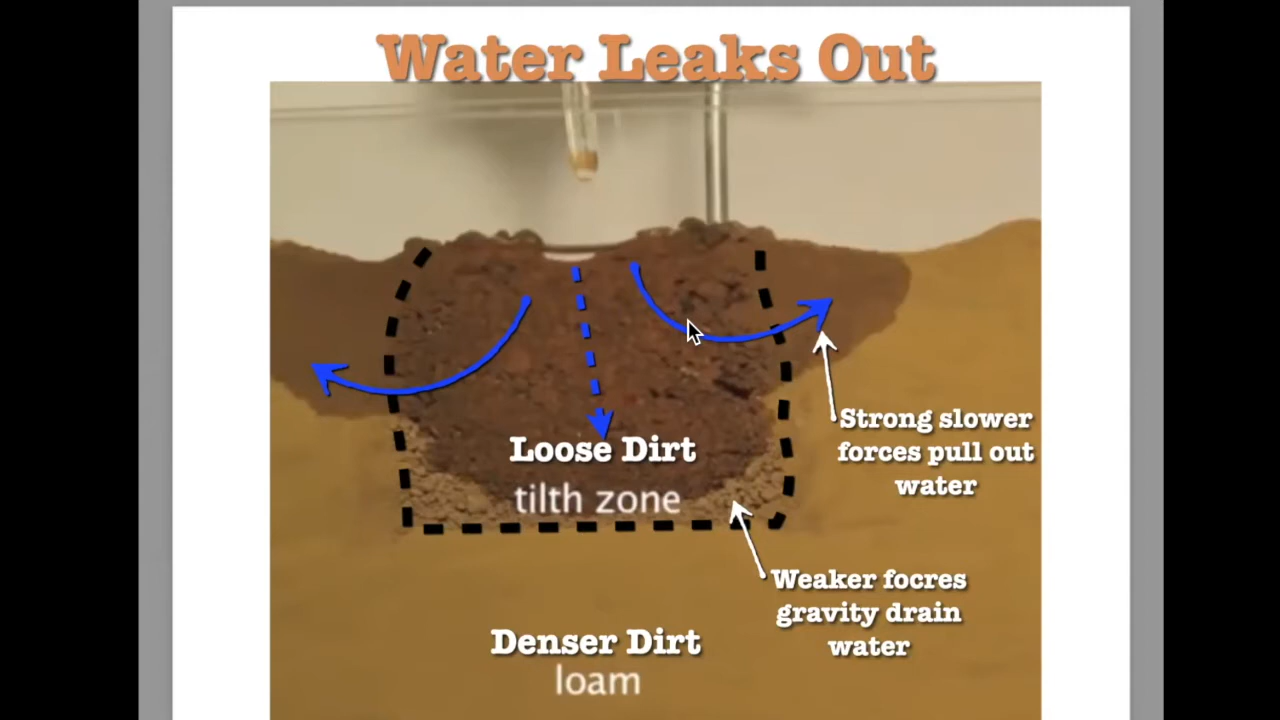 Water Leaks Out
Strong slower
forces pull out
water
Loose Dirt
tilth zone
Weaker focres
gravity drain
water
Denser Dirt
loam